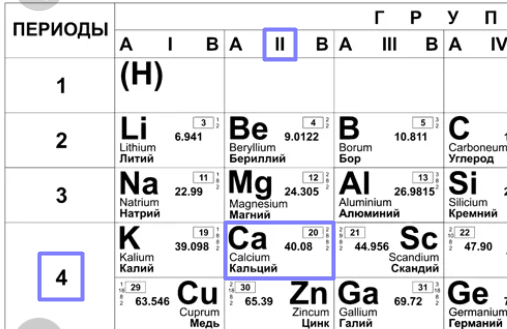 ПЕРИОДЫ
Г Р У П
A I B A II B A III B A IV
1 (H)
2
Li 3 6.941 Lithium Литий
Be 4 9.0122 Beryllium Бериллий
B 5 10.811 Borum Бор
C Carboneum Углерод
3
Na 11 22.99 Natrium Натрий
Mg 12 24.305 Magnesium Магний
Al 13 26.9815 Aluminium Алюминий
Si Silicium Кремний
4
K 19 39.098 Kalium Калий
Ca 20 40.08 Calcium Кальций
21 44.956 Sc Scandium Скандий
22 47.90
29 63.546 Cu Cuprum Медь
30 65.39 Zn Zincum Цинк
Ga 31 69.72 Gallium Галлий
Ge Germanium Германий